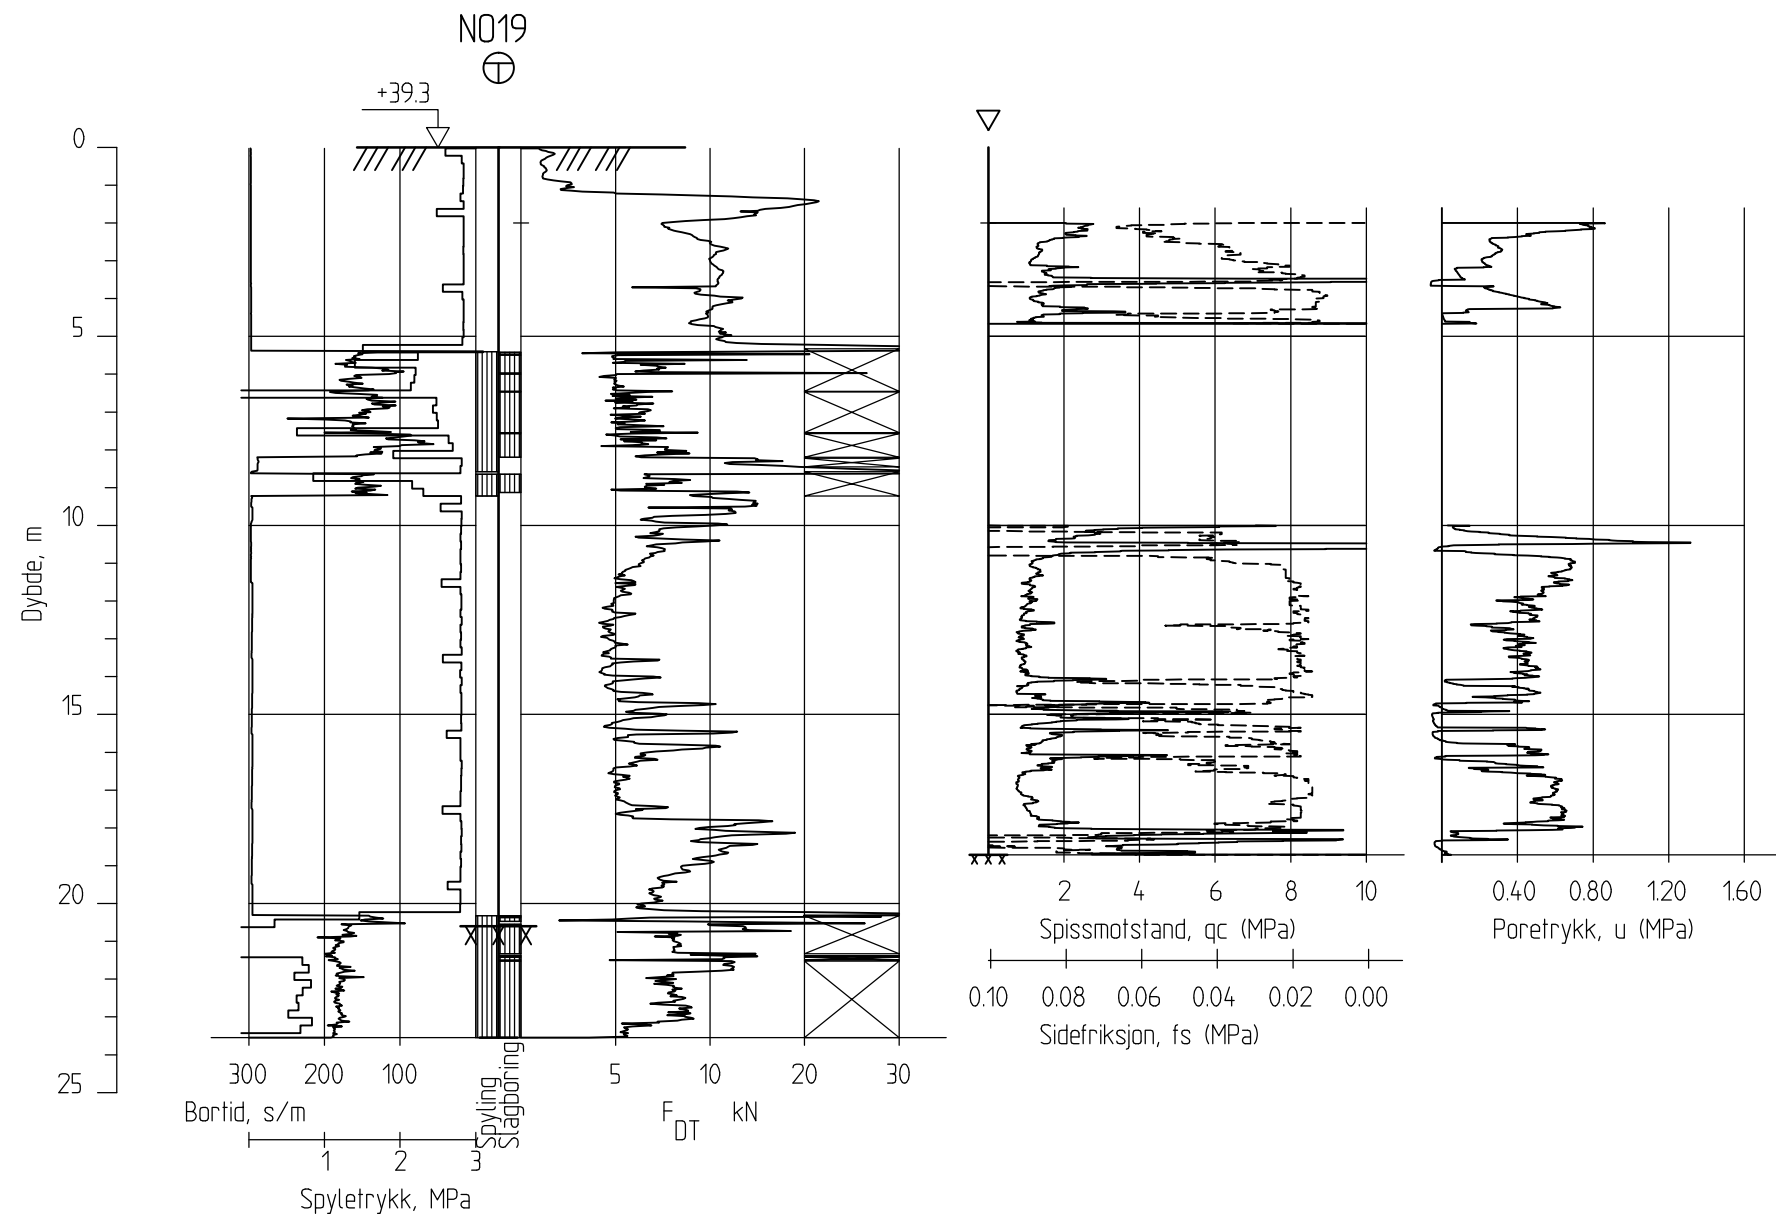 NO19
+39.3
0
5
10
15
20
25
Dybde, m
300 200 100
Bortid, s/m
1 2 3
Spyletrykk, MPa
Spyling
Slagboring
5 10 20 30
FDT kN
2 4 6 8 10
Spissmotstand, qc (MPa)
0.10 0.08 0.06 0.04 0.02 0.00
Sidefriksjon, fs (MPa)
0.40 0.80 1.20 1.60
Poretrykk, u (MPa)